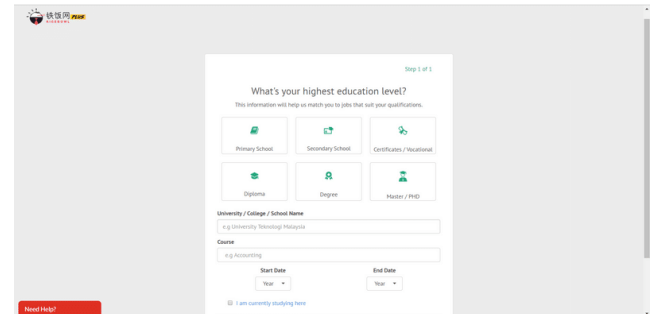 铁饭网 PLUS
RICEBOWL
Step 1 of 1
What's your highest education level?
This information will help us match you to jobs that suit your qualifications.
Primary School
Secondary School
Certificates / Vocational
Diploma
Degree
Master / PHD
University / College / School Name
e.g University Teknologi Malaysia
Course
e.g Accounting
Start Date
End Date
Year
Year
I am currently studying here
Need Help?